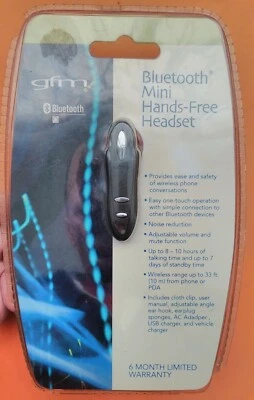 gfm
Bluetooth
Bluetooth®
Mini
Hands-Free
Headset
• Provides ease and safety
of wireless phone
conversations
• Easy one-touch operation
with simple connection to
other Bluetooth devices
• Noise reduction
• Adjustable volume and
mute function
• Up to 8 – 10 hours of
talking time and up to 7
days of standby time
• Wireless range up to 33 ft
(10 m) from phone or
PDA
• Includes cloth clip, user
manual, adjustable angle
ear hook, earplug
sponges, AC Adadper,
USB charger, and vehicle
charger
6 MONTH LIMITED
WARRANTY